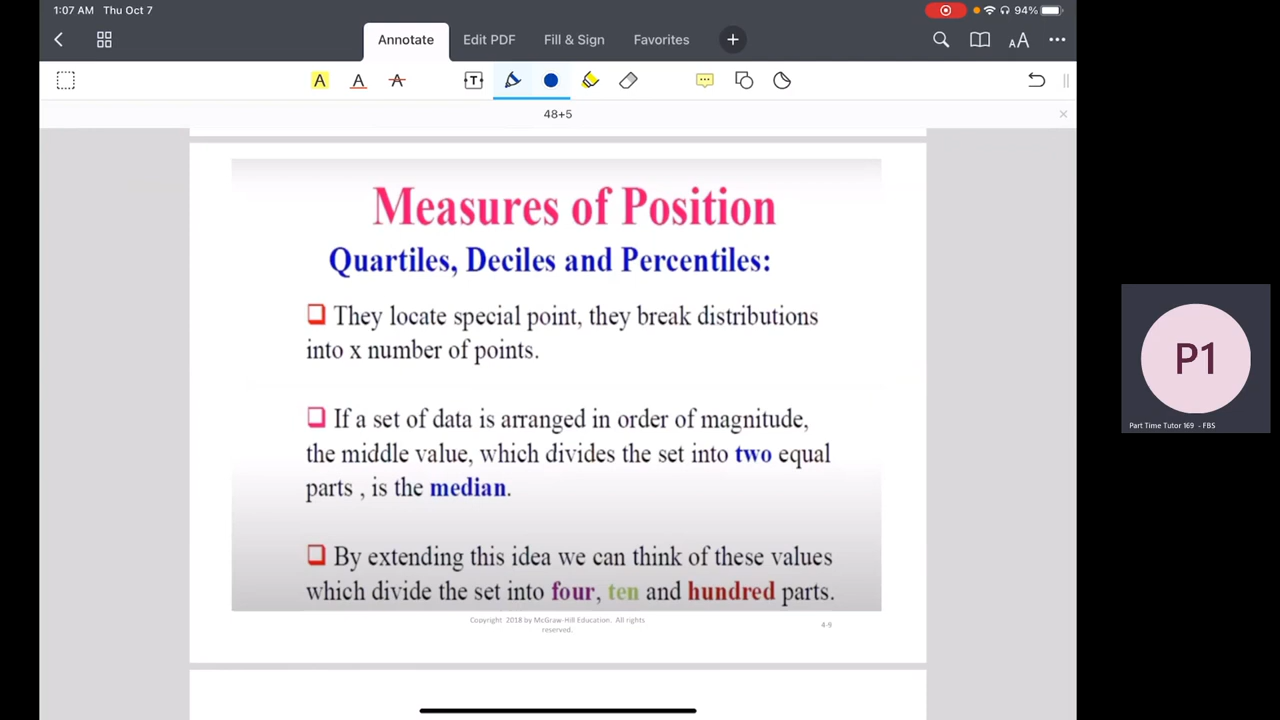 1:07 AM Thu Oct 7
94%
Annotate
Edit PDF
Fill & Sign
Favorites
A
A
A
T
AA
48+5
Measures of Position
Quartiles, Deciles and Percentiles:
They locate special point, they break distributions
into x number of points.
If a set of data is arranged in order of magnitude,
the middle value, which divides the set into two equal
parts , is the median.
By extending this idea we can think of these values
which divide the set into four, ten and hundred parts.
Copyright 2018 by McGraw-Hill Education. All rights
reserved.
4-9
P1
Part Time Tutor 169 - FBS